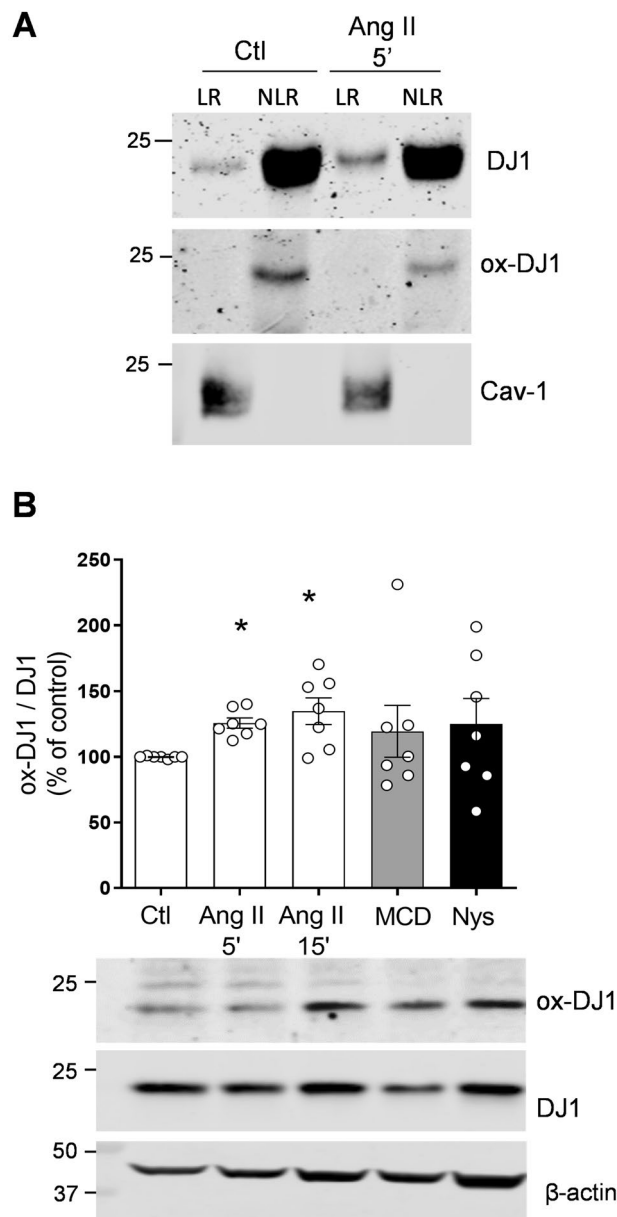 A
Ctl
Ang II
5’
LR NLR LR NLR
25
DJ1
25
ox-DJ1
25
Cav-1
B
ox-DJ1 / DJ1
(% of control)
250
200
150
100
50
0
* *
Ctl Ang II Ang II MCD Nys
5' 15'
25
ox-DJ1
25
DJ1
50
37
β-actin